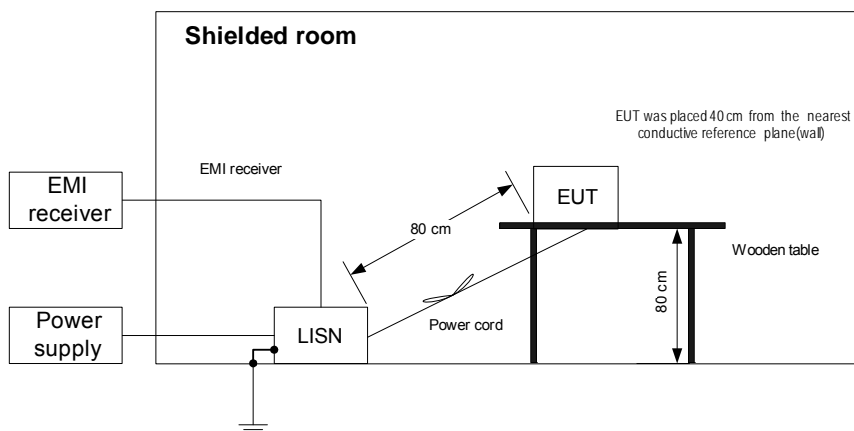 Shielded room
EUT was placed 40 cm from the nearest
conductive reference plane(wall)
EMI receiver
EMI
receiver
EUT
80 cm
Wooden table
80 cm
Power
supply
LISN
Power cord